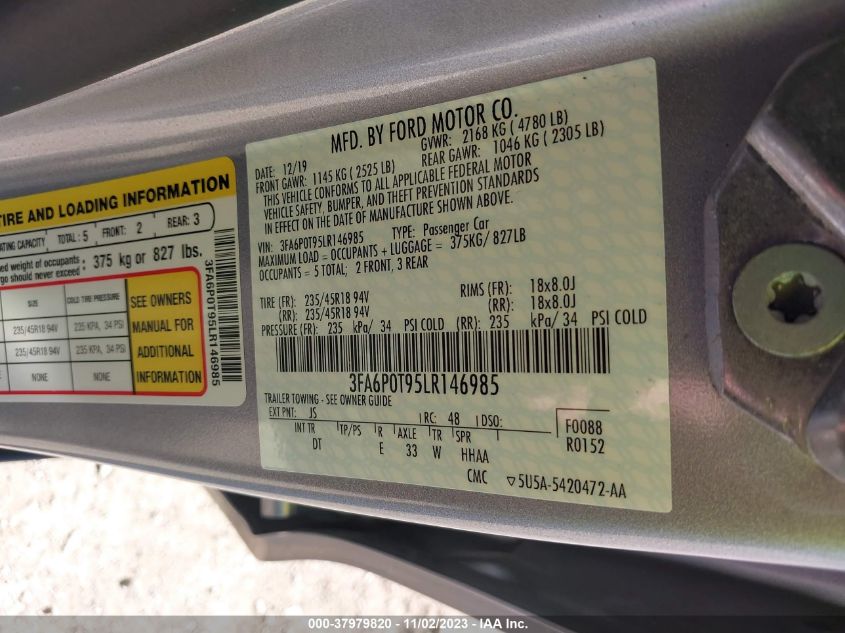 TIRE AND LOADING INFORMATION
TOTAL: 5 FRONT: 2 REAR: 3
weight of occupants
should never exceed : 375 kg or 827 lbs.
SIZE COLD TIRE PRESSURE
235/45R18 94V 235 KPA, 34 PSI
235/45R18 94V 235 KPA, 34 PSI
NONE NONE
SEE OWNERS
MANUAL FOR
ADDITIONAL
INFORMATION
3FA6P0T95LR146985
MFD. BY FORD MOTOR CO.
DATE: 12/19 GVWR: 2168 KG ( 4780 LB)
FRONT GAWR: 1145 KG ( 2525 LB) REAR GAWR: 1046 KG ( 2305 LB)
THIS VEHICLE CONFORMS TO ALL APPLICABLE FEDERAL MOTOR
VEHICLE SAFETY, BUMPER, AND THEFT PREVENTION STANDARDS
IN EFFECT ON THE DATE OF MANUFACTURE SHOWN ABOVE.
VIN: 3FA6P0T95LR146985 TYPE: Passenger Car
MAXIMUM LOAD = OCCUPANTS + LUGGAGE = 375KG/ 827LB
OCCUPANTS = 5 TOTAL; 2 FRONT, 3 REAR
TIRE (FR): 235/45R18 94V RIMS (FR): 18x8.0J
(RR): 235/45R18 94V (RR): 18x8.0J
PRESSURE (FR): 235 kPa/ 34 PSI COLD (RR): 235 kPa/ 34 PSI COLD
3FA6P0T95LR146985
TRAILER TOWING - SEE OWNER GUIDE
EXT PNT: JS RC: 48 DSO:
INT TR TP/PS R AXLE TR SPR
DT E 33 W HHAA
F0088
R0152
CMC ▽5U5A-5420472-AA
000-37979820 - 11/02/2023 - IAAI.com